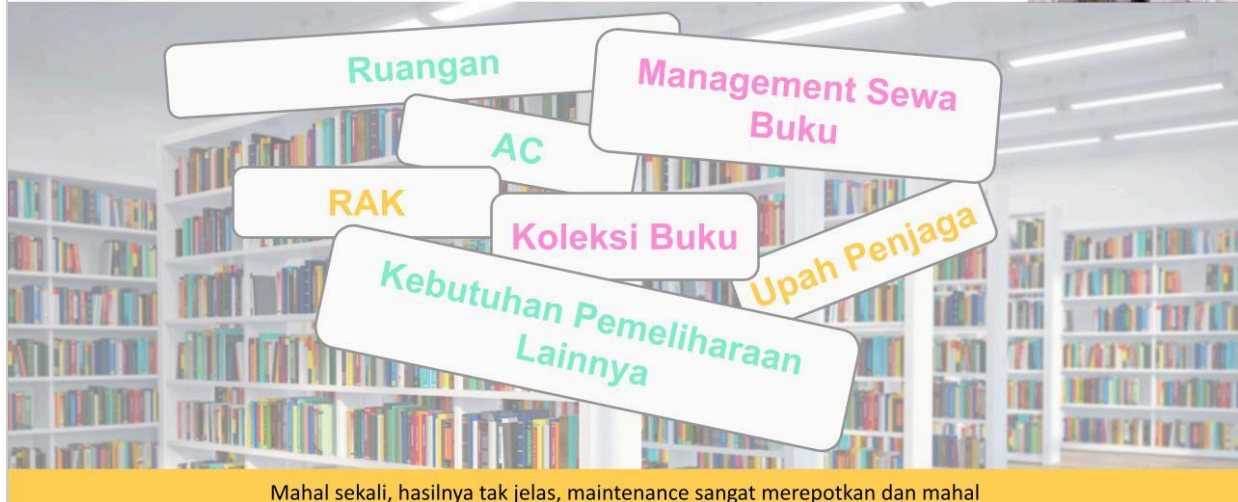 Ruangan
Management Sewa
Buku
AC
RAK
Koleksi Buku
Upah Penjaga
Kebutuhan Pemeliharaan
Lainnya
Mahal sekali, hasilnya tak jelas, maintenance sangat merepotkan dan mahal